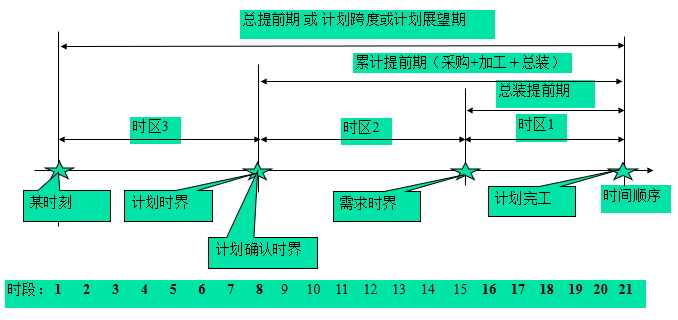 总提前期 或 计划跨度或计划展望期
累计提前期（采购+加工＋总装）
总装提前期
时区3
时区2
时区1
某时刻
计划时界
需求时界
计划完工
时间顺序
计划确认时界
时段： 1 2 3 4 5 6 7 8 9 10 11 12 13 14 15 16 17 18 19 20 21